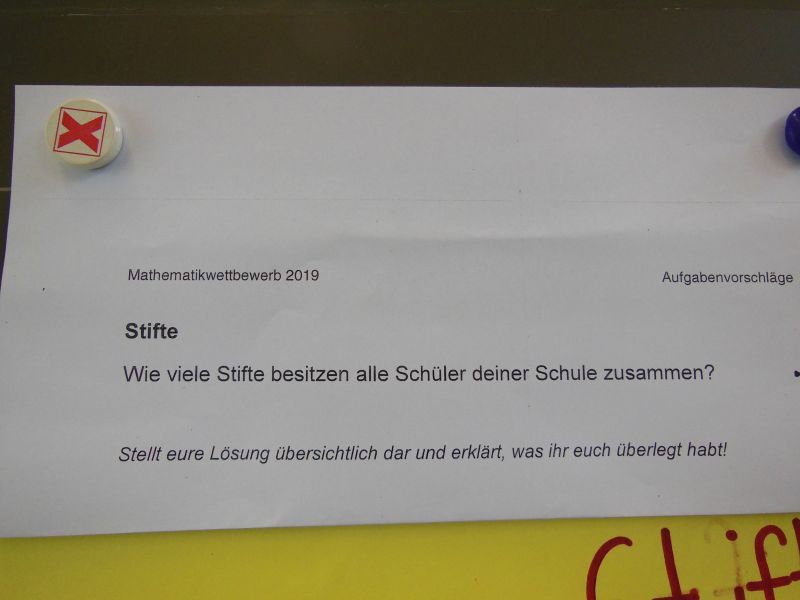 Mathematikwettbewerb 2019 Aufgabenvorschläge
Stifte
Wie viele Stifte besitzen alle Schüler deiner Schule zusammen?
Stellt eure Lösung übersichtlich dar und erklärt, was ihr euch überlegt habt!